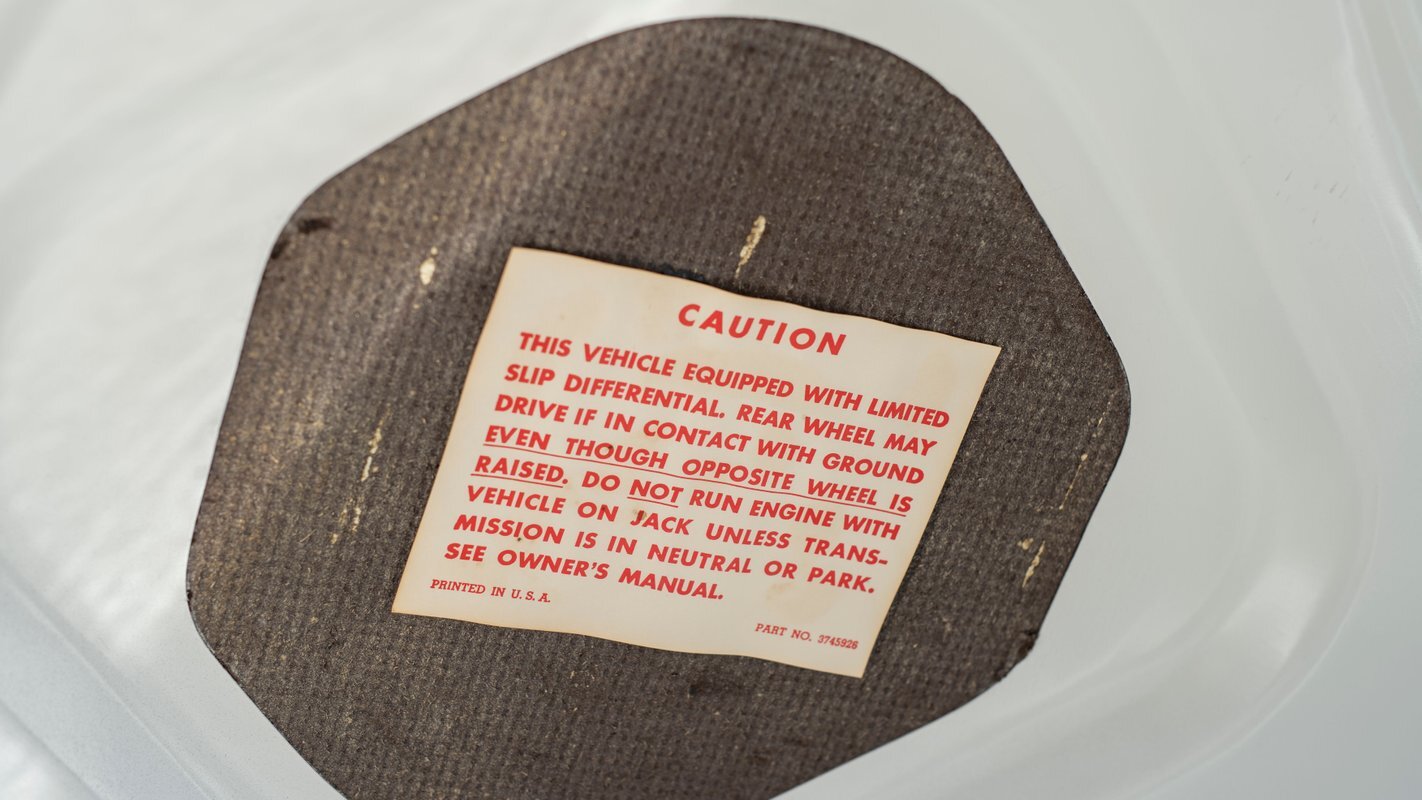 CAUTION
THIS VEHICLE EQUIPPED WITH LIMITED
SLIP DIFFERENTIAL. REAR WHEEL MAY
DRIVE IF IN CONTACT WITH GROUND
EVEN THOUGH OPPOSITE WHEEL IS
RAISED. DO NOT RUN ENGINE WITH
VEHICLE ON JACK UNLESS TRANS-
MISSION IS IN NEUTRAL OR PARK.
SEE OWNER'S MANUAL.
PRINTED IN U. S. A.
PART NO. 3745926